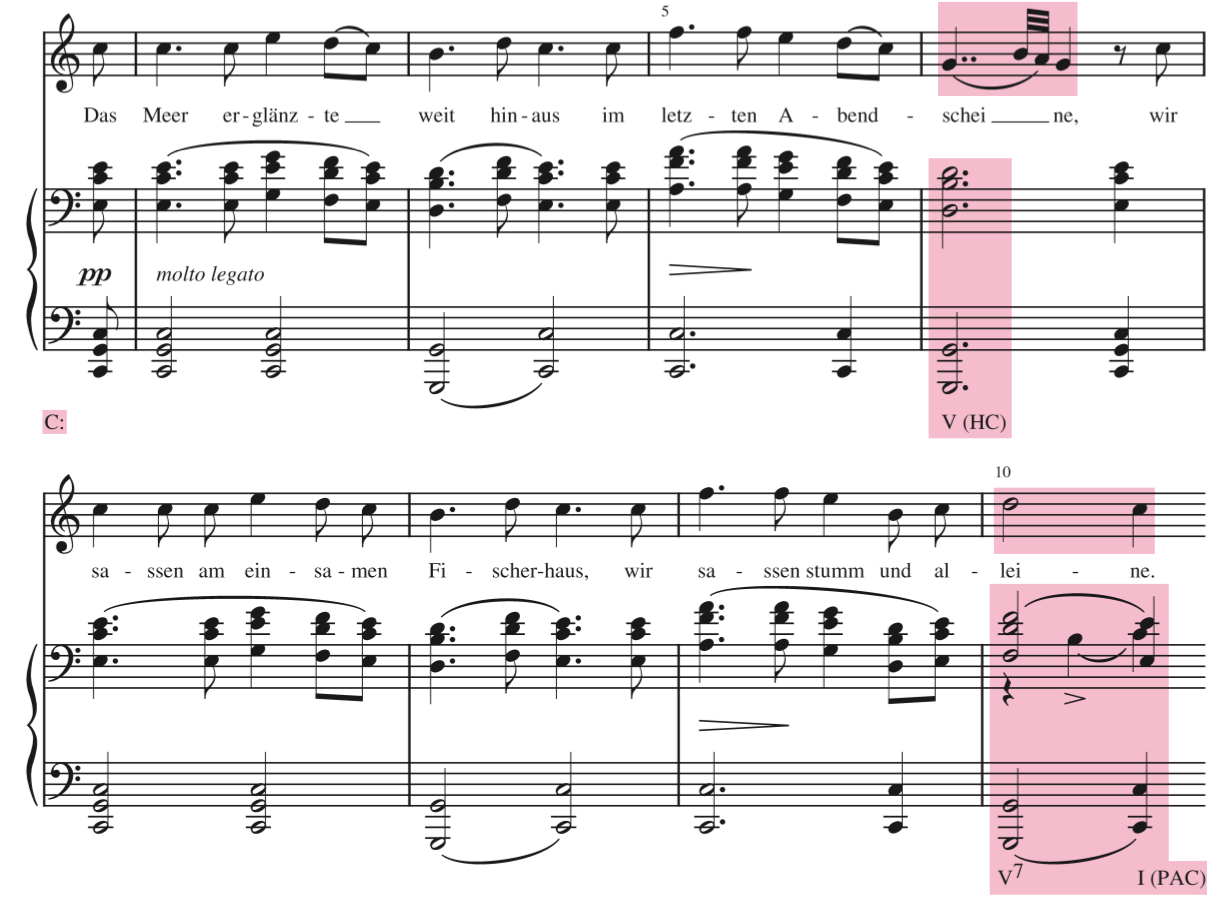 5
Das Meer er-glänz-te ___ weit hin-aus im letz-ten A-bend-schei ___ ne, wir
pp molto legato
C: V (HC)
10
sa-ssen am ein-sa-men Fi-scher-haus, wir sa-ssen stumm und al-lei-ne.
V7 I (PAC)